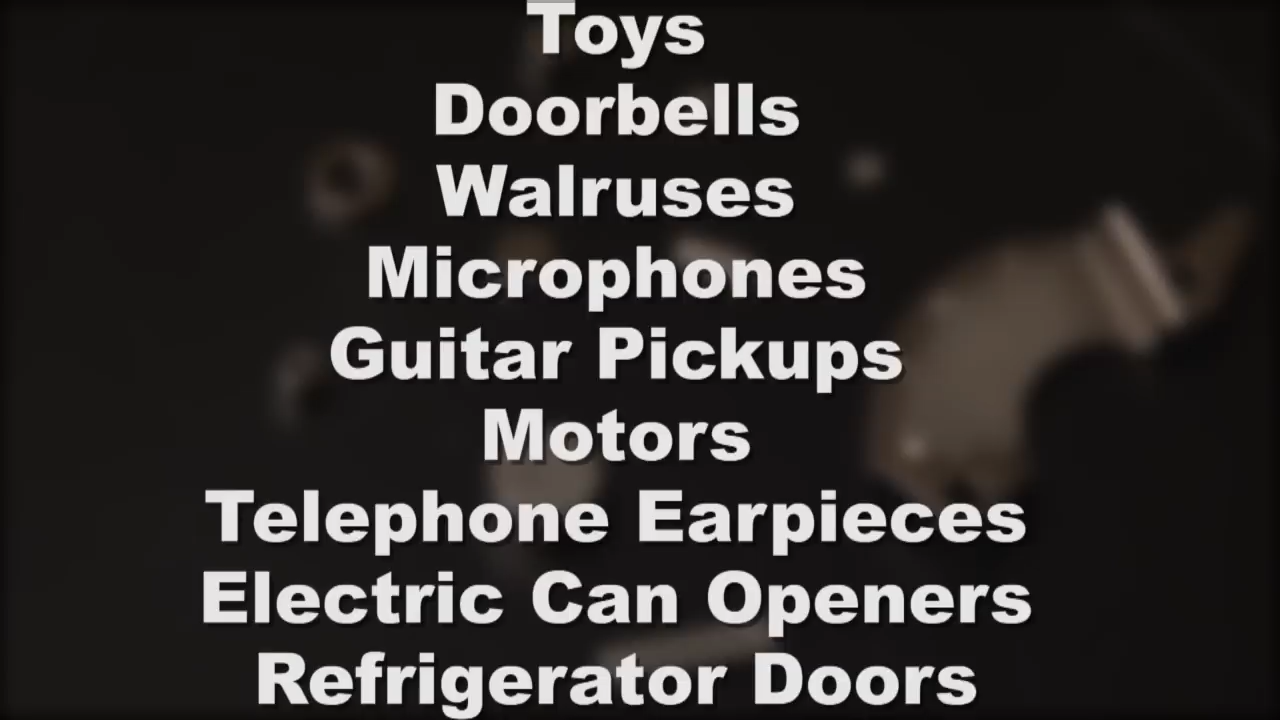 Toys
Doorbells
Walruses
Microphones
Guitar Pickups
Motors
Telephone Earpieces
Electric Can Openers
Refrigerator Doors